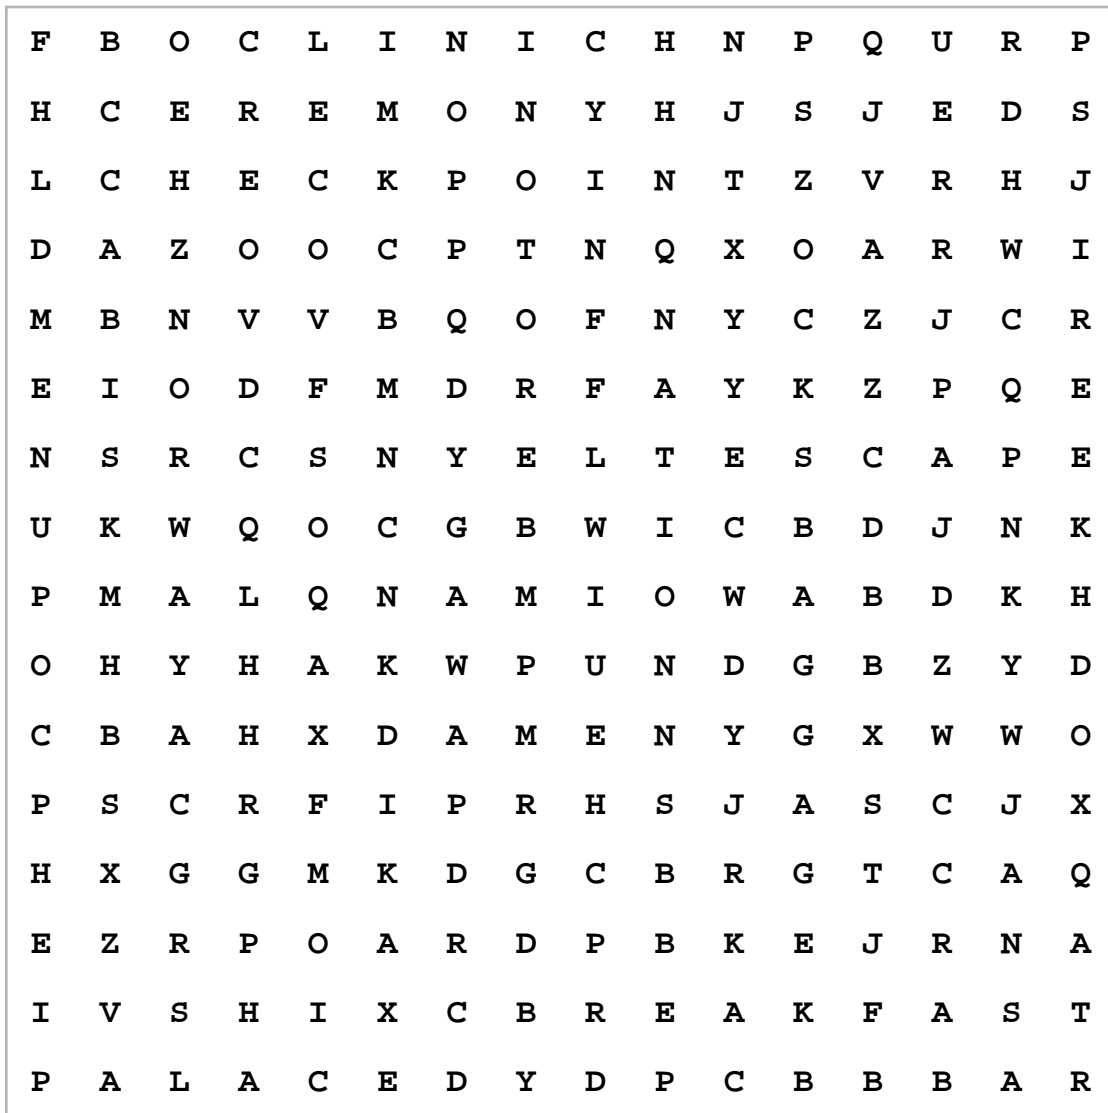 F B O C L I N I C H N P Q U R P
H C E R E M O N Y H J S J E D S
L C H E C K P O I N T Z V R H J
D A Z O O C P T N Q X O A R W I
M B N V V B Q O F N Y C Z J C R
E I O D F M D R F A Y K Z P Q E
N S R C S N Y E L T E S C A P E
U K W Q O C G B W I C B D J N K
P M A L Q N A M I O W A B D K H
O H Y H A K W P U N D G B Z Y D
C B A H X D A M E N Y G X W W O
P S C R F I P R H S J A S C J X
H X G G M K D G C B R G T C A Q
E Z R P O A R D P B K E J R N A
I V S H I X C B R E A K F A S T
P A L A C E D Y D P C B B B A R